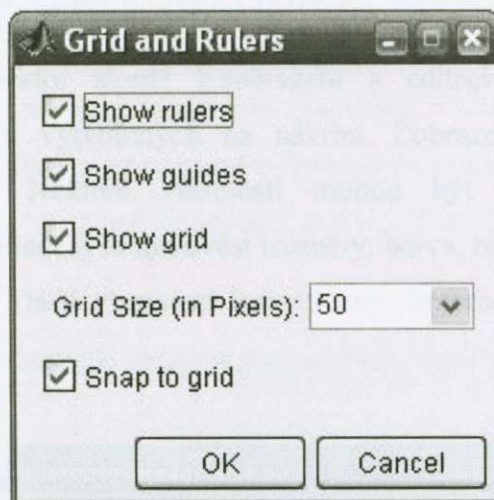 Grid and Rulers
Show rulers
Show guides
Show grid
Grid Size (in Pixels): 50
Snap to grid
OK Cancel